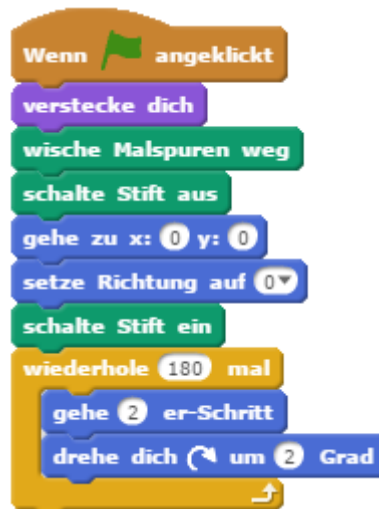 Wenn angeklickt
verstecke dich
wische Malspuren weg
schalte Stift aus
gehe zu x: 0 y: 0
setze Richtung auf 0
schalte Stift ein
wiederhole 180 mal
gehe 2 er-Schritt
drehe dich um 2 Grad